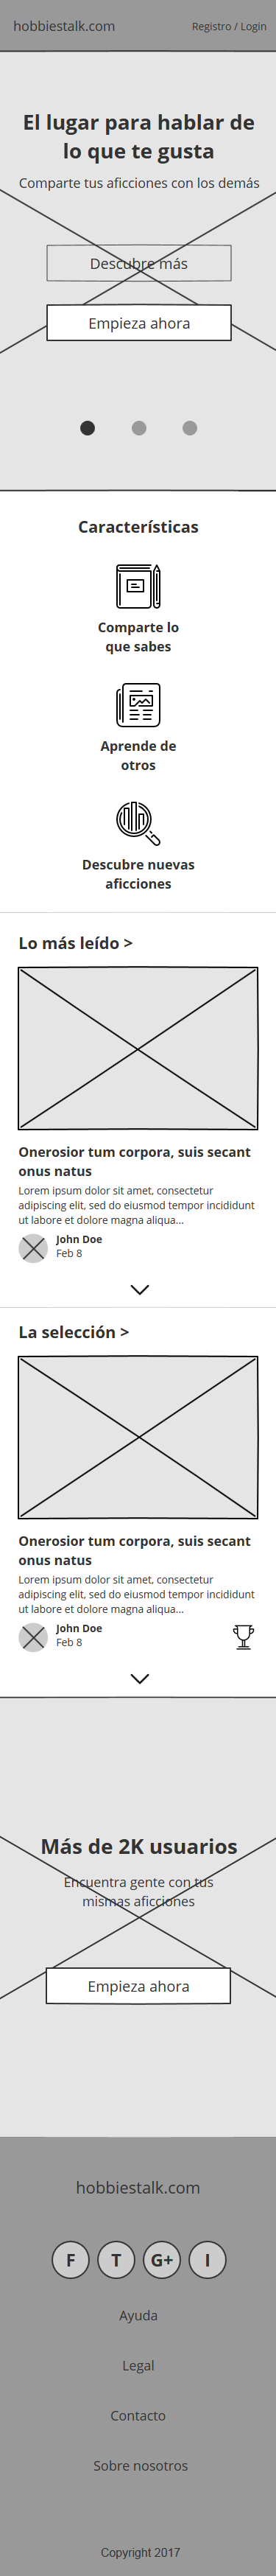 hobbiestalk.com
Registro / Login
El lugar para hablar de
lo que te gusta
Comparte tus aficciones con los demás
Descubre más
Empieza ahora
Características
Comparte lo
que sabes
Aprende de
otros
Descubre nuevas
aficciones
Lo más leído >
Onerosior tum corpora, suis secant
onus natus
Lorem ipsum dolor sit amet, consectetur
adipiscing elit, sed do eiusmod tempor incididunt
ut labore et dolore magna aliqua...
John Doe
Feb 8
La selección >
Onerosior tum corpora, suis secant
onus natus
Lorem ipsum dolor sit amet, consectetur
adipiscing elit, sed do eiusmod tempor incididunt
ut labore et dolore magna aliqua...
John Doe
Feb 8
Más de 2K usuarios
Encuentra gente con tus
mismas aficciones
Empieza ahora
hobbiestalk.com
F T G+ I
Ayuda
Legal
Contacto
Sobre nosotros
Copyright 2017